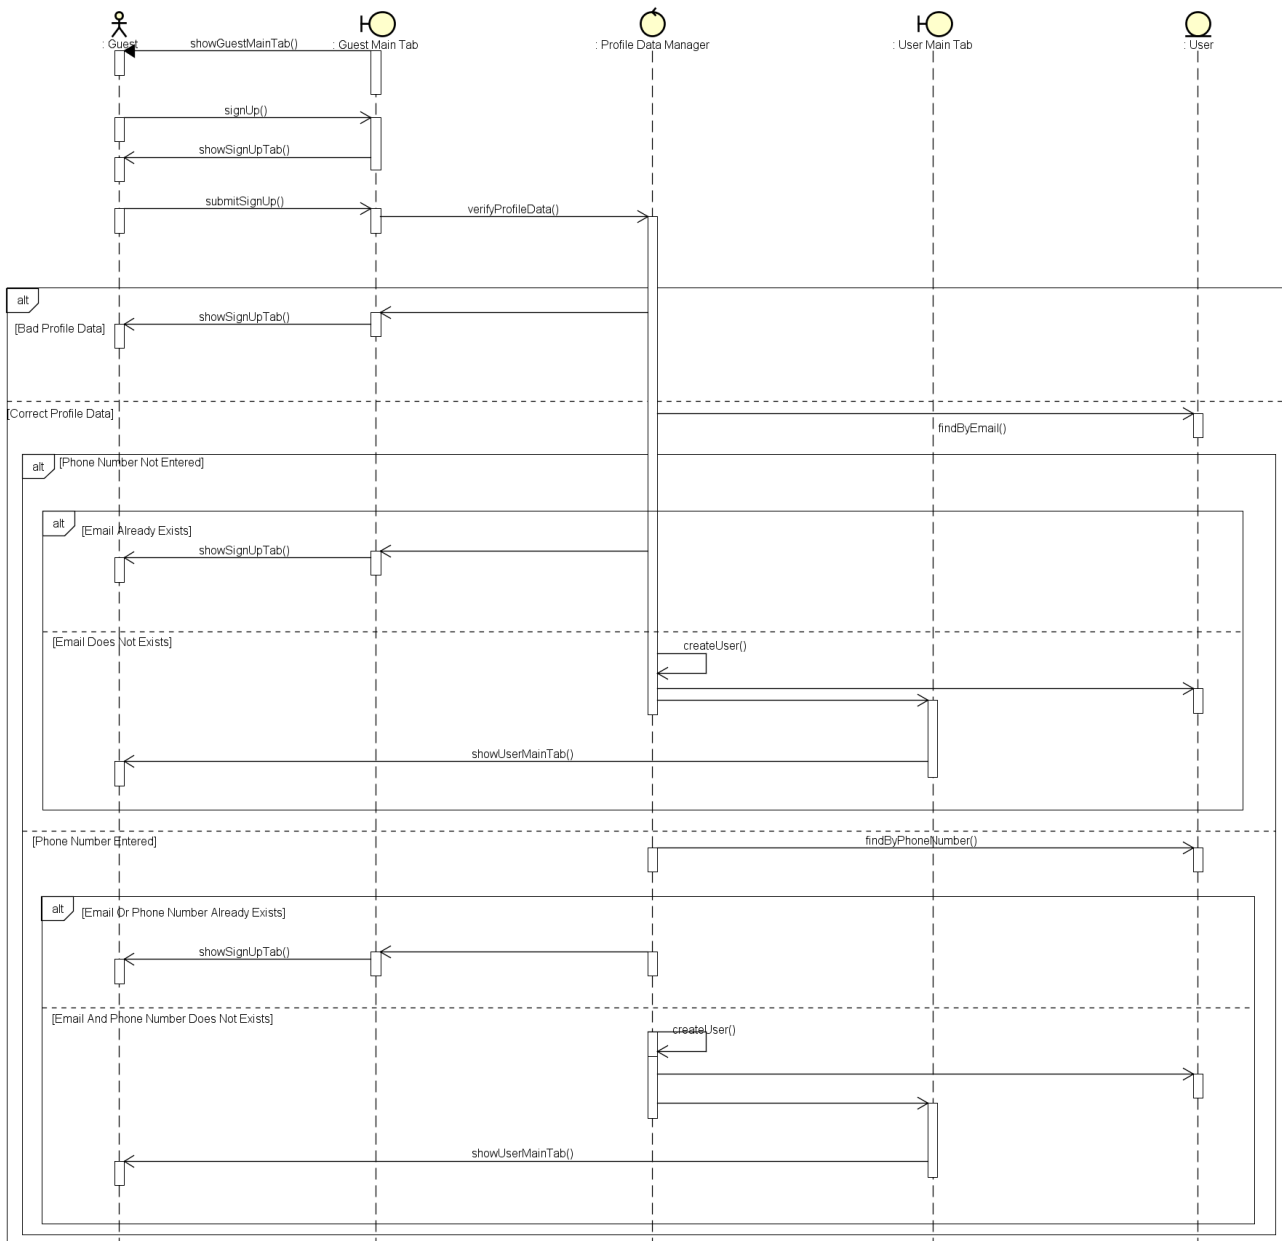 : Guest
: Guest Main Tab
: Profile Data Manager
: User Main Tab
: User
showGuestMainTab()
signUp()
showSignUpTab()
submitSignUp()
verifyProfileData()
alt
showSignUpTab()
[Bad Profile Data]
[Correct Profile Data]
findByEmail()
alt
[Phone Number Not Entered]
alt
[Email Already Exists]
showSignUpTab()
[Email Does Not Exists]
createUser()
showUserMainTab()
[Phone Number Entered]
findByPhoneNumber()
alt
[Email Or Phone Number Already Exists]
showSignUpTab()
[Email And Phone Number Does Not Exists]
createUser()
showUserMainTab()